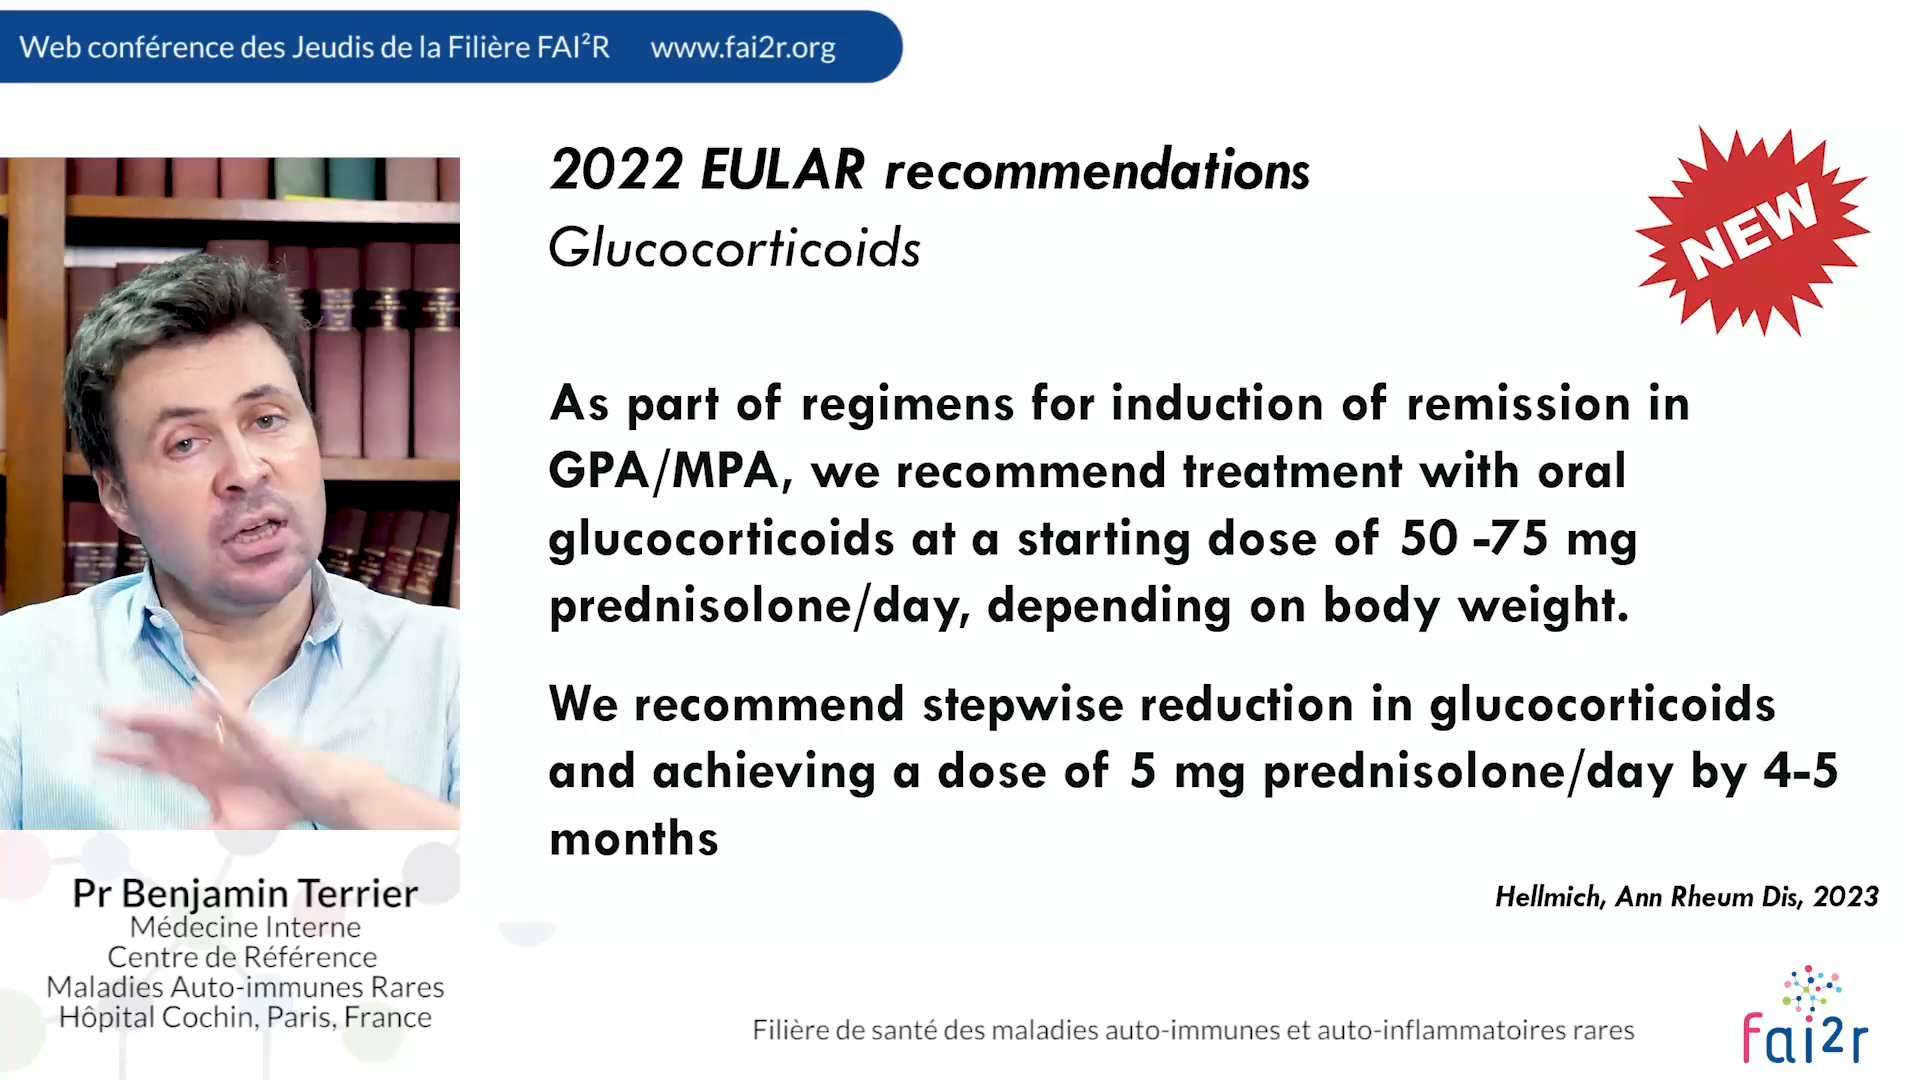 Web conférence des Jeudis de la Filière FAI²R www.fai2r.org
2022 EULAR recommendations
Glucocorticoids
NEW
As part of regimens for induction of remission in
GPA/MPA, we recommend treatment with oral
glucocorticoids at a starting dose of 50 -75 mg
prednisolone/day, depending on body weight.
We recommend stepwise reduction in glucocorticoids
and achieving a dose of 5 mg prednisolone/day by 4-5
months
Hellmich, Ann Rheum Dis, 2023
Pr Benjamin Terrier
Médecine Interne
Centre de Référence
Maladies Auto-immunes Rares
Hôpital Cochin, Paris, France
Filière de santé des maladies auto-immunes et auto-inflammatoires rares
fai2r